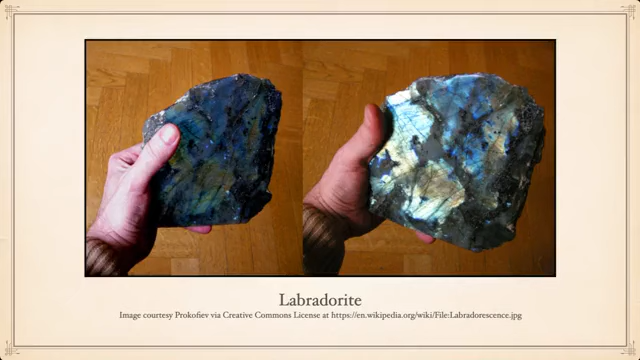 Labradorite
Image courtesy Prokofiev via Creative Commons License at https://en.wikipedia.org/wiki/File:Labradorescence.jpg